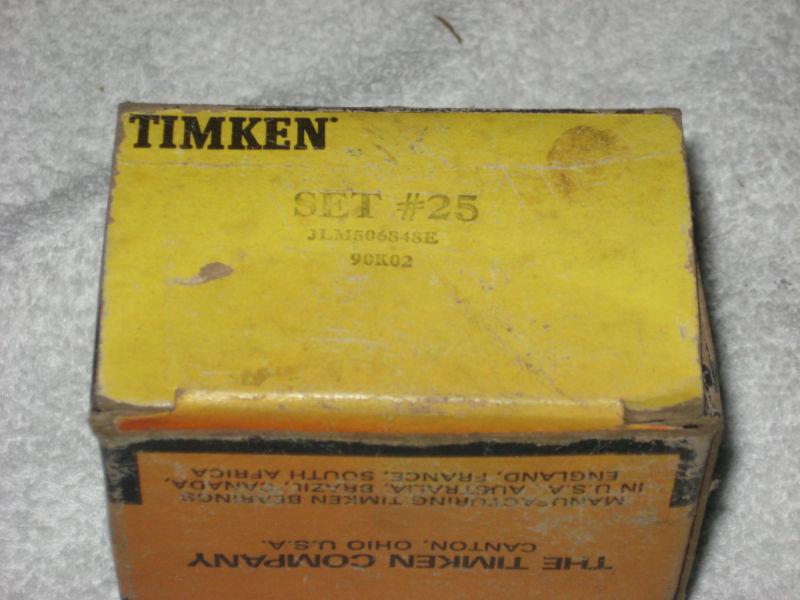 TIMKEN
SET #25
JLM506848E
90K02
THE TIMKEN COMPANY
CANTON, OHIO U.S.A.
MANUFACTURING TIMKEN BEARINGS
IN U.S.A., AUSTRALIA, BRAZIL, CANADA,
ENGLAND, FRANCE, SOUTH AFRICA